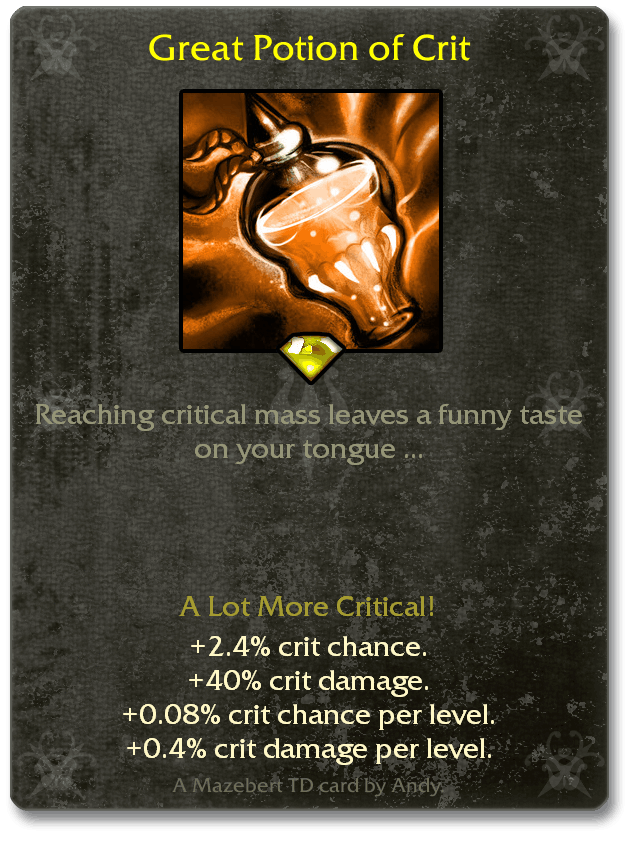 Great Potion of Crit
Reaching critical mass leaves a funny taste
on your tongue ...
A Lot More Critical!
+2.4% crit chance.
+40% crit damage.
+0.08% crit chance per level.
+0.4% crit damage per level.
A Mazebert TD card by Andy.